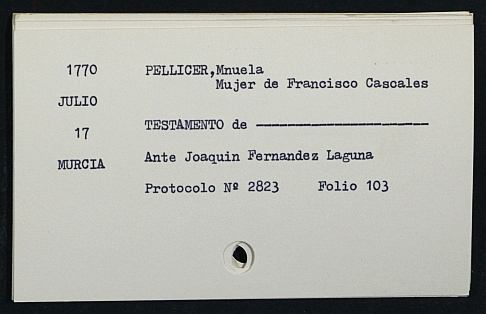 1770 PELLICER,Mnuela
Mujer de Francisco Cascales
JULIO
17 TESTAMENTO de ----------------------
MURCIA Ante Joaquin Fernandez Laguna
Protocolo Nº 2823 Folio 103